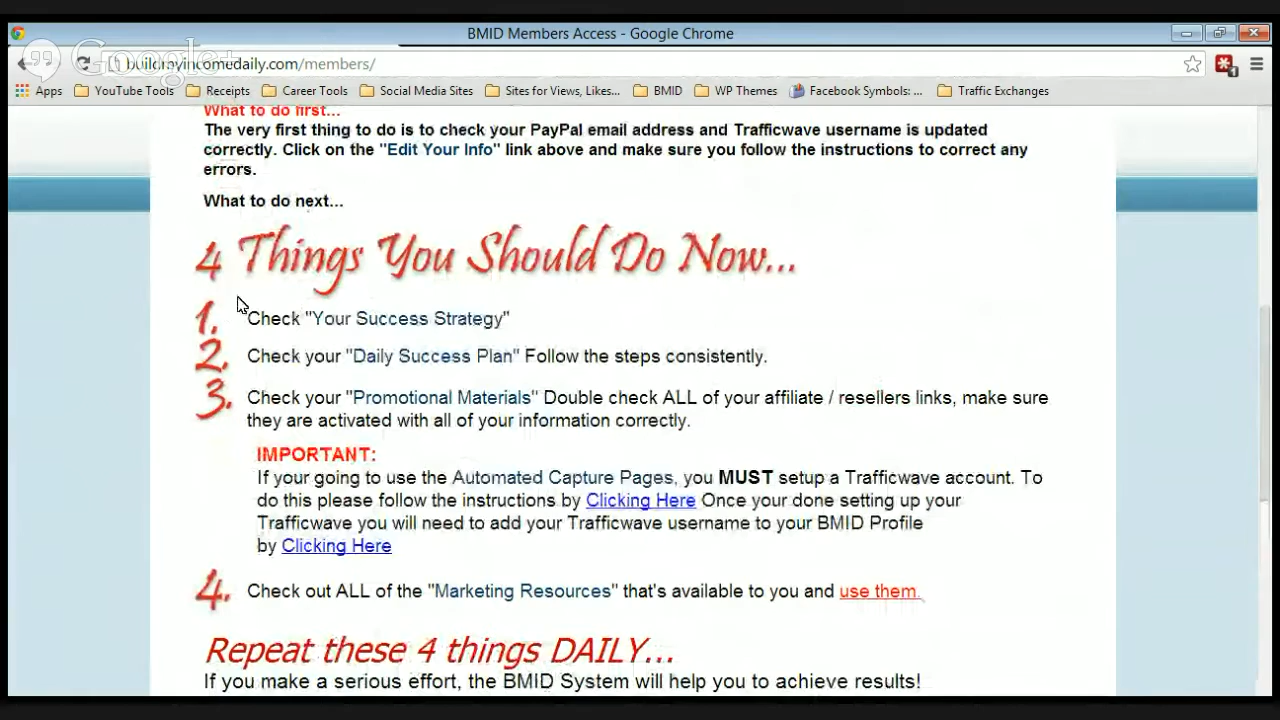 BMID Members Access - Google Chrome
Google+
buildmyincomedaily.com/members/
Apps YouTube Tools Receipts Career Tools Social Media Sites Sites for Views, Likes... BMID WP Themes Facebook Symbols: ... Traffic Exchanges
What to do first...
The very first thing to do is to check your PayPal email address and Trafficwave username is updated
correctly. Click on the "Edit Your Info" link above and make sure you follow the instructions to correct any
errors.
What to do next...
4 Things You Should Do Now...
1. Check "Your Success Strategy"
2. Check your "Daily Success Plan" Follow the steps consistently.
3. Check your "Promotional Materials" Double check ALL of your affiliate / resellers links, make sure
they are activated with all of your information correctly.
IMPORTANT:
If your going to use the Automated Capture Pages, you MUST setup a Trafficwave account. To
do this please follow the instructions by Clicking Here Once your done setting up your
Trafficwave you will need to add your Trafficwave username to your BMID Profile
by Clicking Here
4. Check out ALL of the "Marketing Resources" that's available to you and use them.
Repeat these 4 things DAILY...
If you make a serious effort, the BMID System will help you to achieve results!